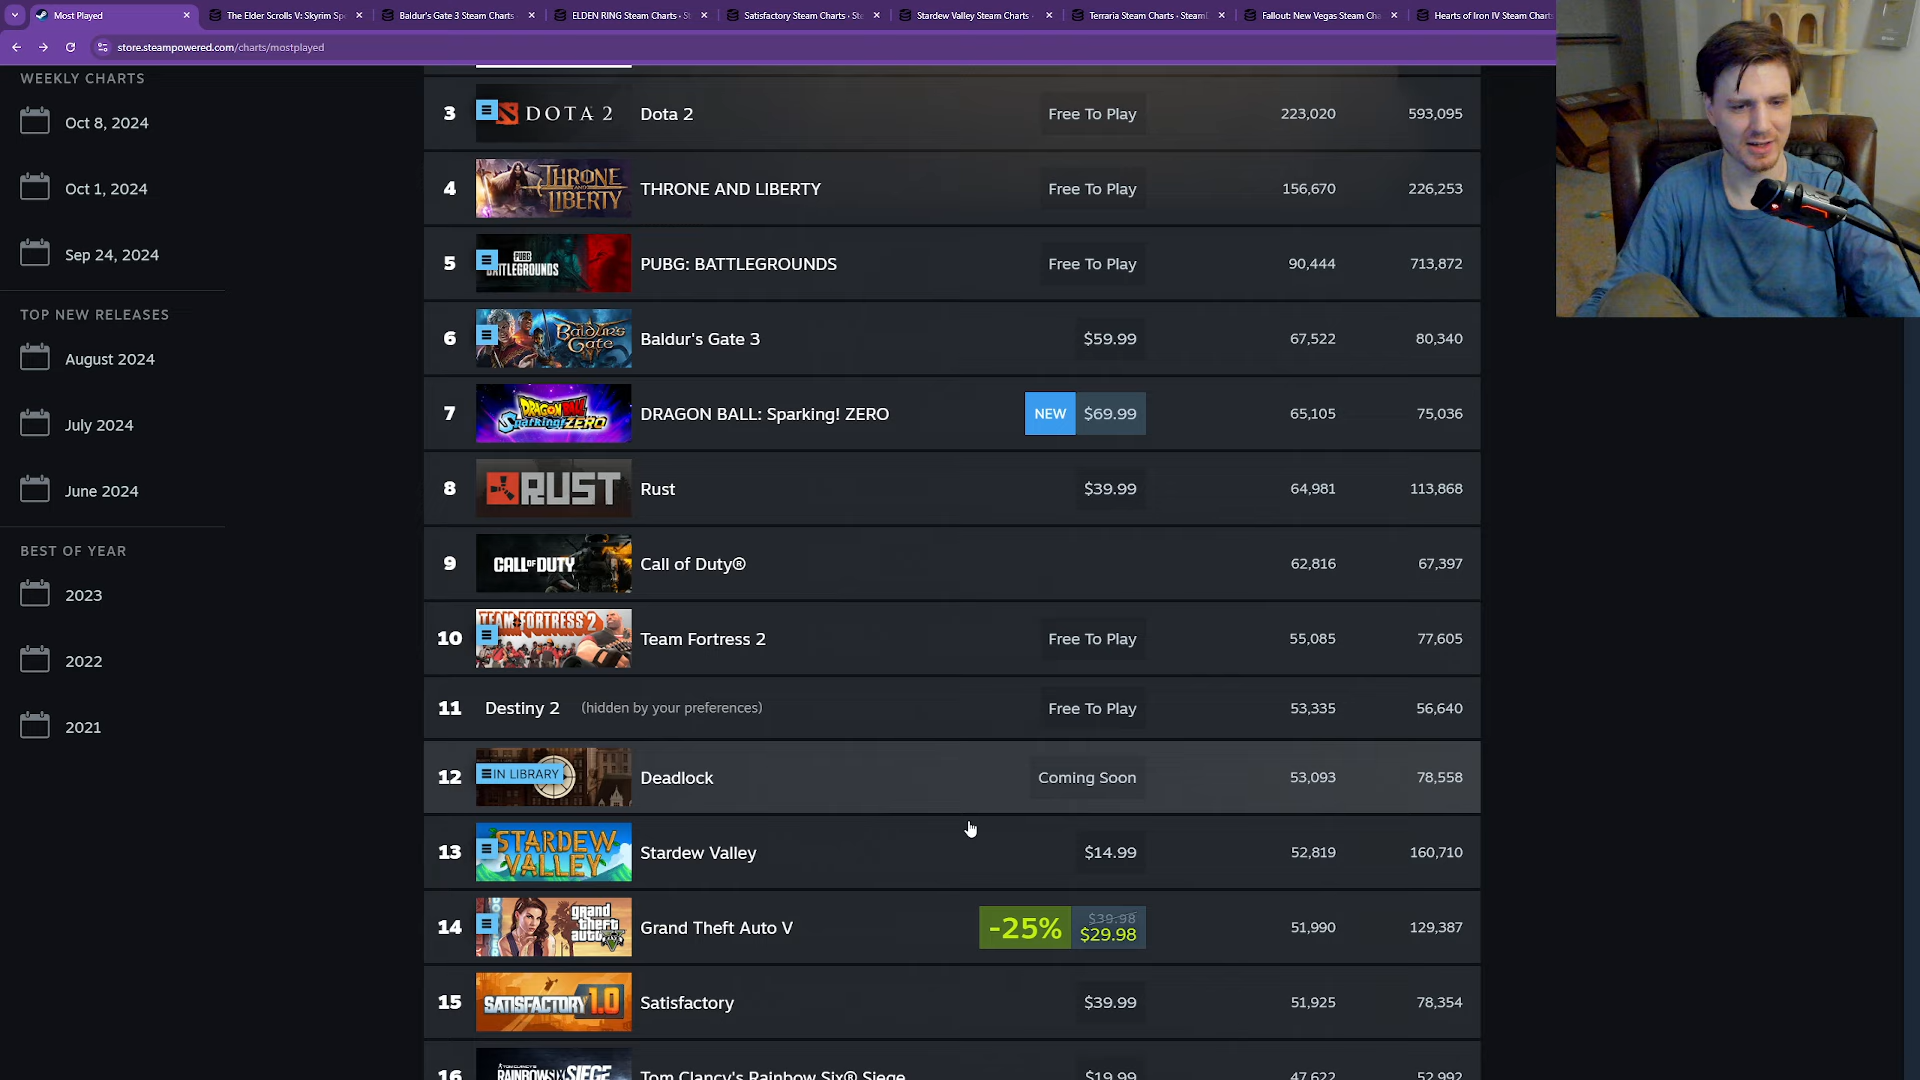 Most Played
The Elder Scrolls V: Skyrim Sp
Baldur's Gate 3 Steam Charts
ELDEN RING Steam Charts · S
Satisfactory Steam Charts · Ste
Stardew Valley Steam Charts ·
Terraria Steam Charts · SteamD
Fallout: New Vegas Steam Cha
Hearts of Iron IV Steam Charts
store.steampowered.com/charts/mostplayed
WEEKLY CHARTS
Oct 8, 2024
Oct 1, 2024
Sep 24, 2024
TOP NEW RELEASES
August 2024
July 2024
June 2024
BEST OF YEAR
2023
2022
2021
3 DOTA 2 Dota 2 Free To Play 223,020 593,095
4 THRONE AND LIBERTY THRONE AND LIBERTY Free To Play 156,670 226,253
5 PUBG BATTLEGROUNDS PUBG: BATTLEGROUNDS Free To Play 90,444 713,872
6 Baldur's Gate Baldur's Gate 3 $59.99 67,522 80,340
7 DRAGON BALL Sparking! ZERO DRAGON BALL: Sparking! ZERO NEW $69.99 65,105 75,036
8 RUST Rust $39.99 64,981 113,868
9 CALL OF DUTY Call of Duty® 62,816 67,397
10 TEAM FORTRESS 2 Team Fortress 2 Free To Play 55,085 77,605
11 Destiny 2 (hidden by your preferences) Free To Play 53,335 56,640
12 IN LIBRARY Deadlock Coming Soon 53,093 78,558
13 STARDEW VALLEY Stardew Valley $14.99 52,819 160,710
14 grand theft auto V Grand Theft Auto V -25% $39.98 $29.98 51,990 129,387
15 SATISFACTORY 1.0 Satisfactory $39.99 51,925 78,354
16 TOM CLANCY'S RAINBOW SIX SIEGE Tom Clancy's Rainbow Six® Siege $19.99 47,622 52,992